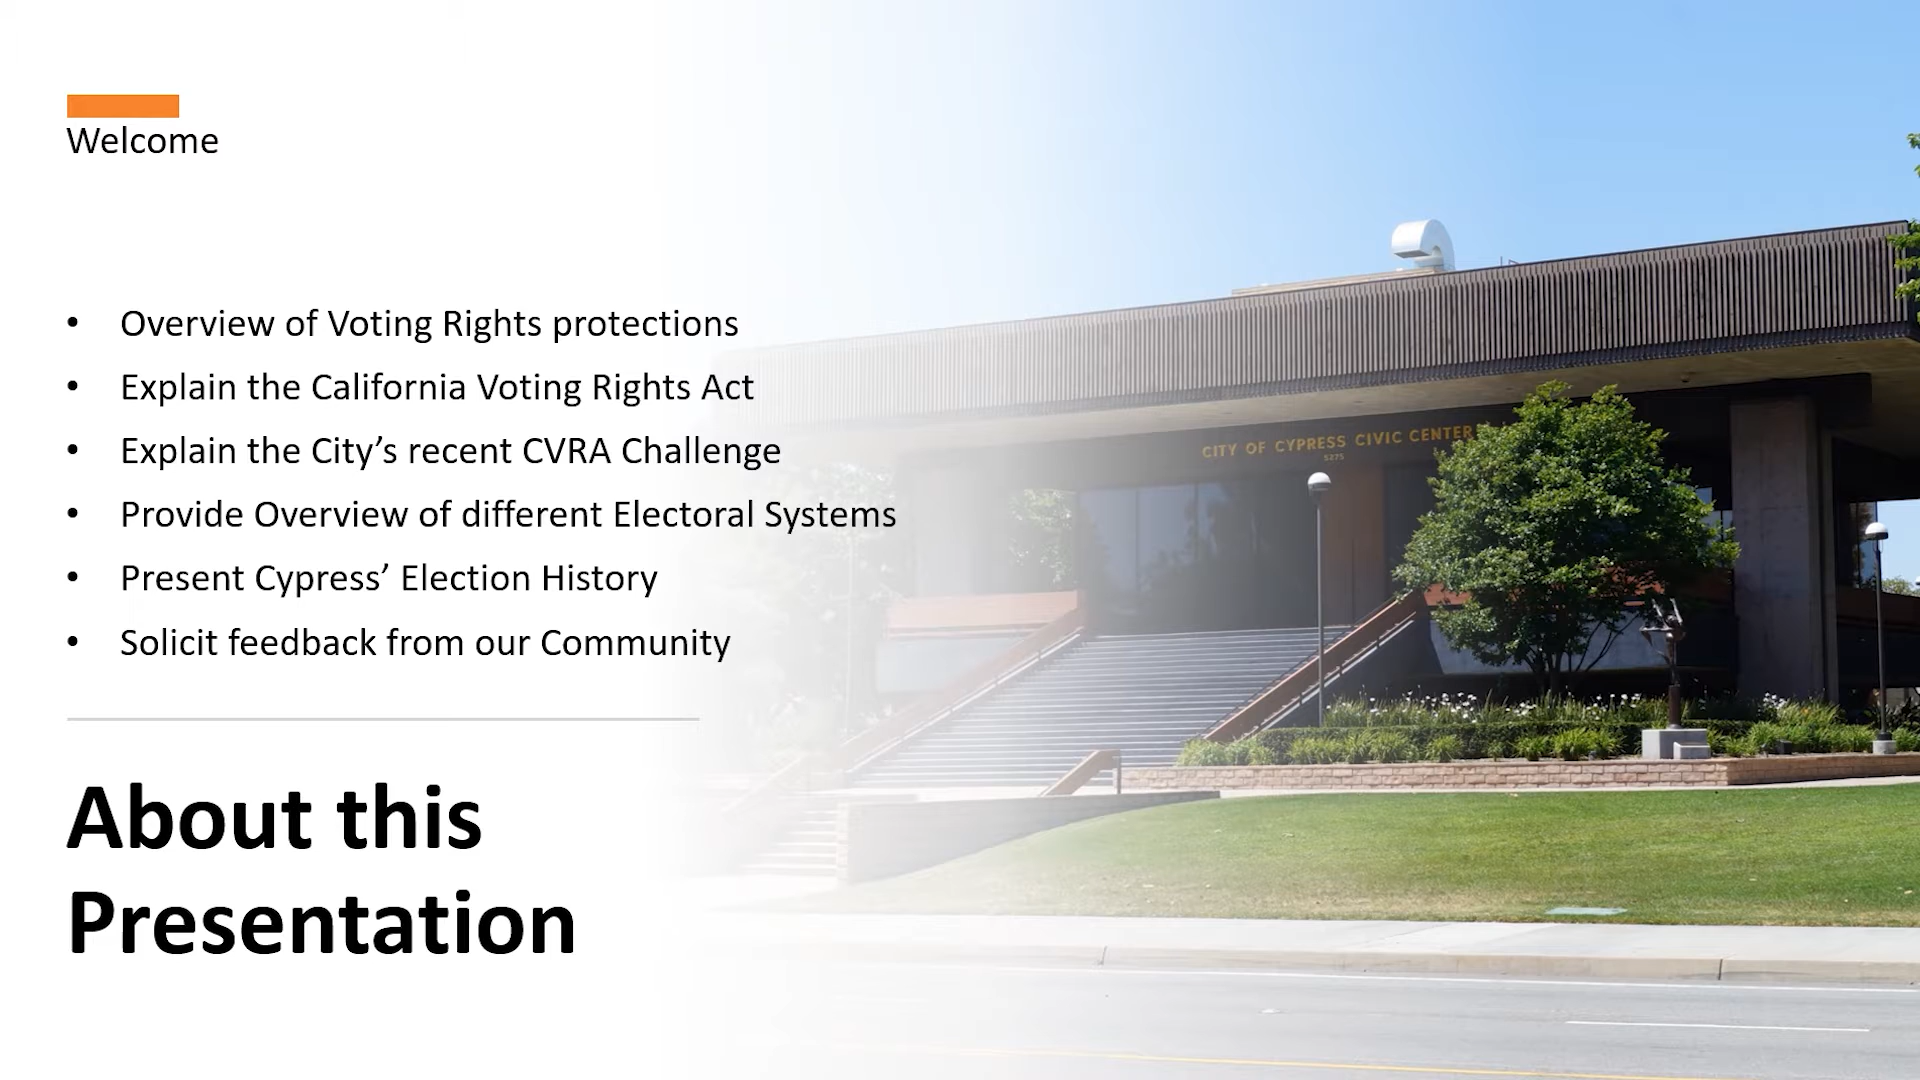 Welcome
• Overview of Voting Rights protections
• Explain the California Voting Rights Act
• Explain the City’s recent CVRA Challenge
• Provide Overview of different Electoral Systems
• Present Cypress’ Election History
• Solicit feedback from our Community
About this
Presentation
CITY OF CYPRESS CIVIC CENTER
5275